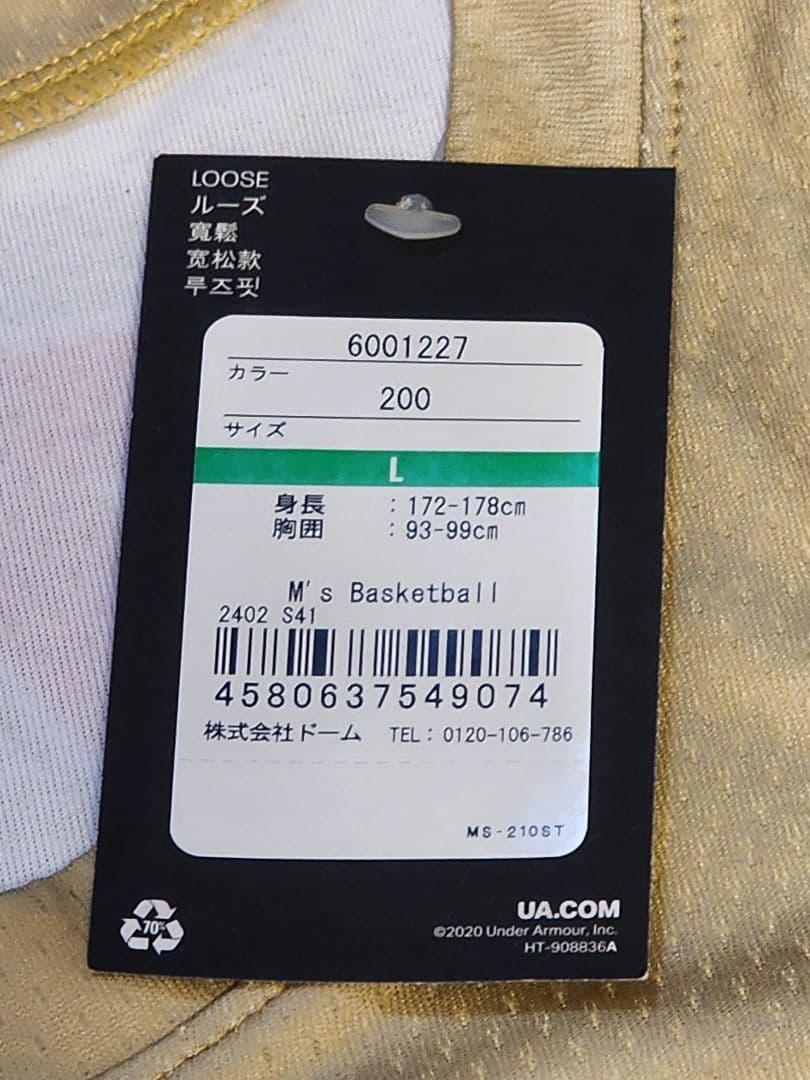 LOOSE
ルーズ
寬鬆
宽松款
루즈핏
6001227
カラー
200
サイズ
L
身長 : 172-178cm
胸囲 : 93-99cm
M's Basketball
2402 S41
4580637549074
株式会社ドーム TEL: 0120-106-786
MS-210ST
70%
UA.COM
©2020 Under Armour, Inc.
HT-908836A